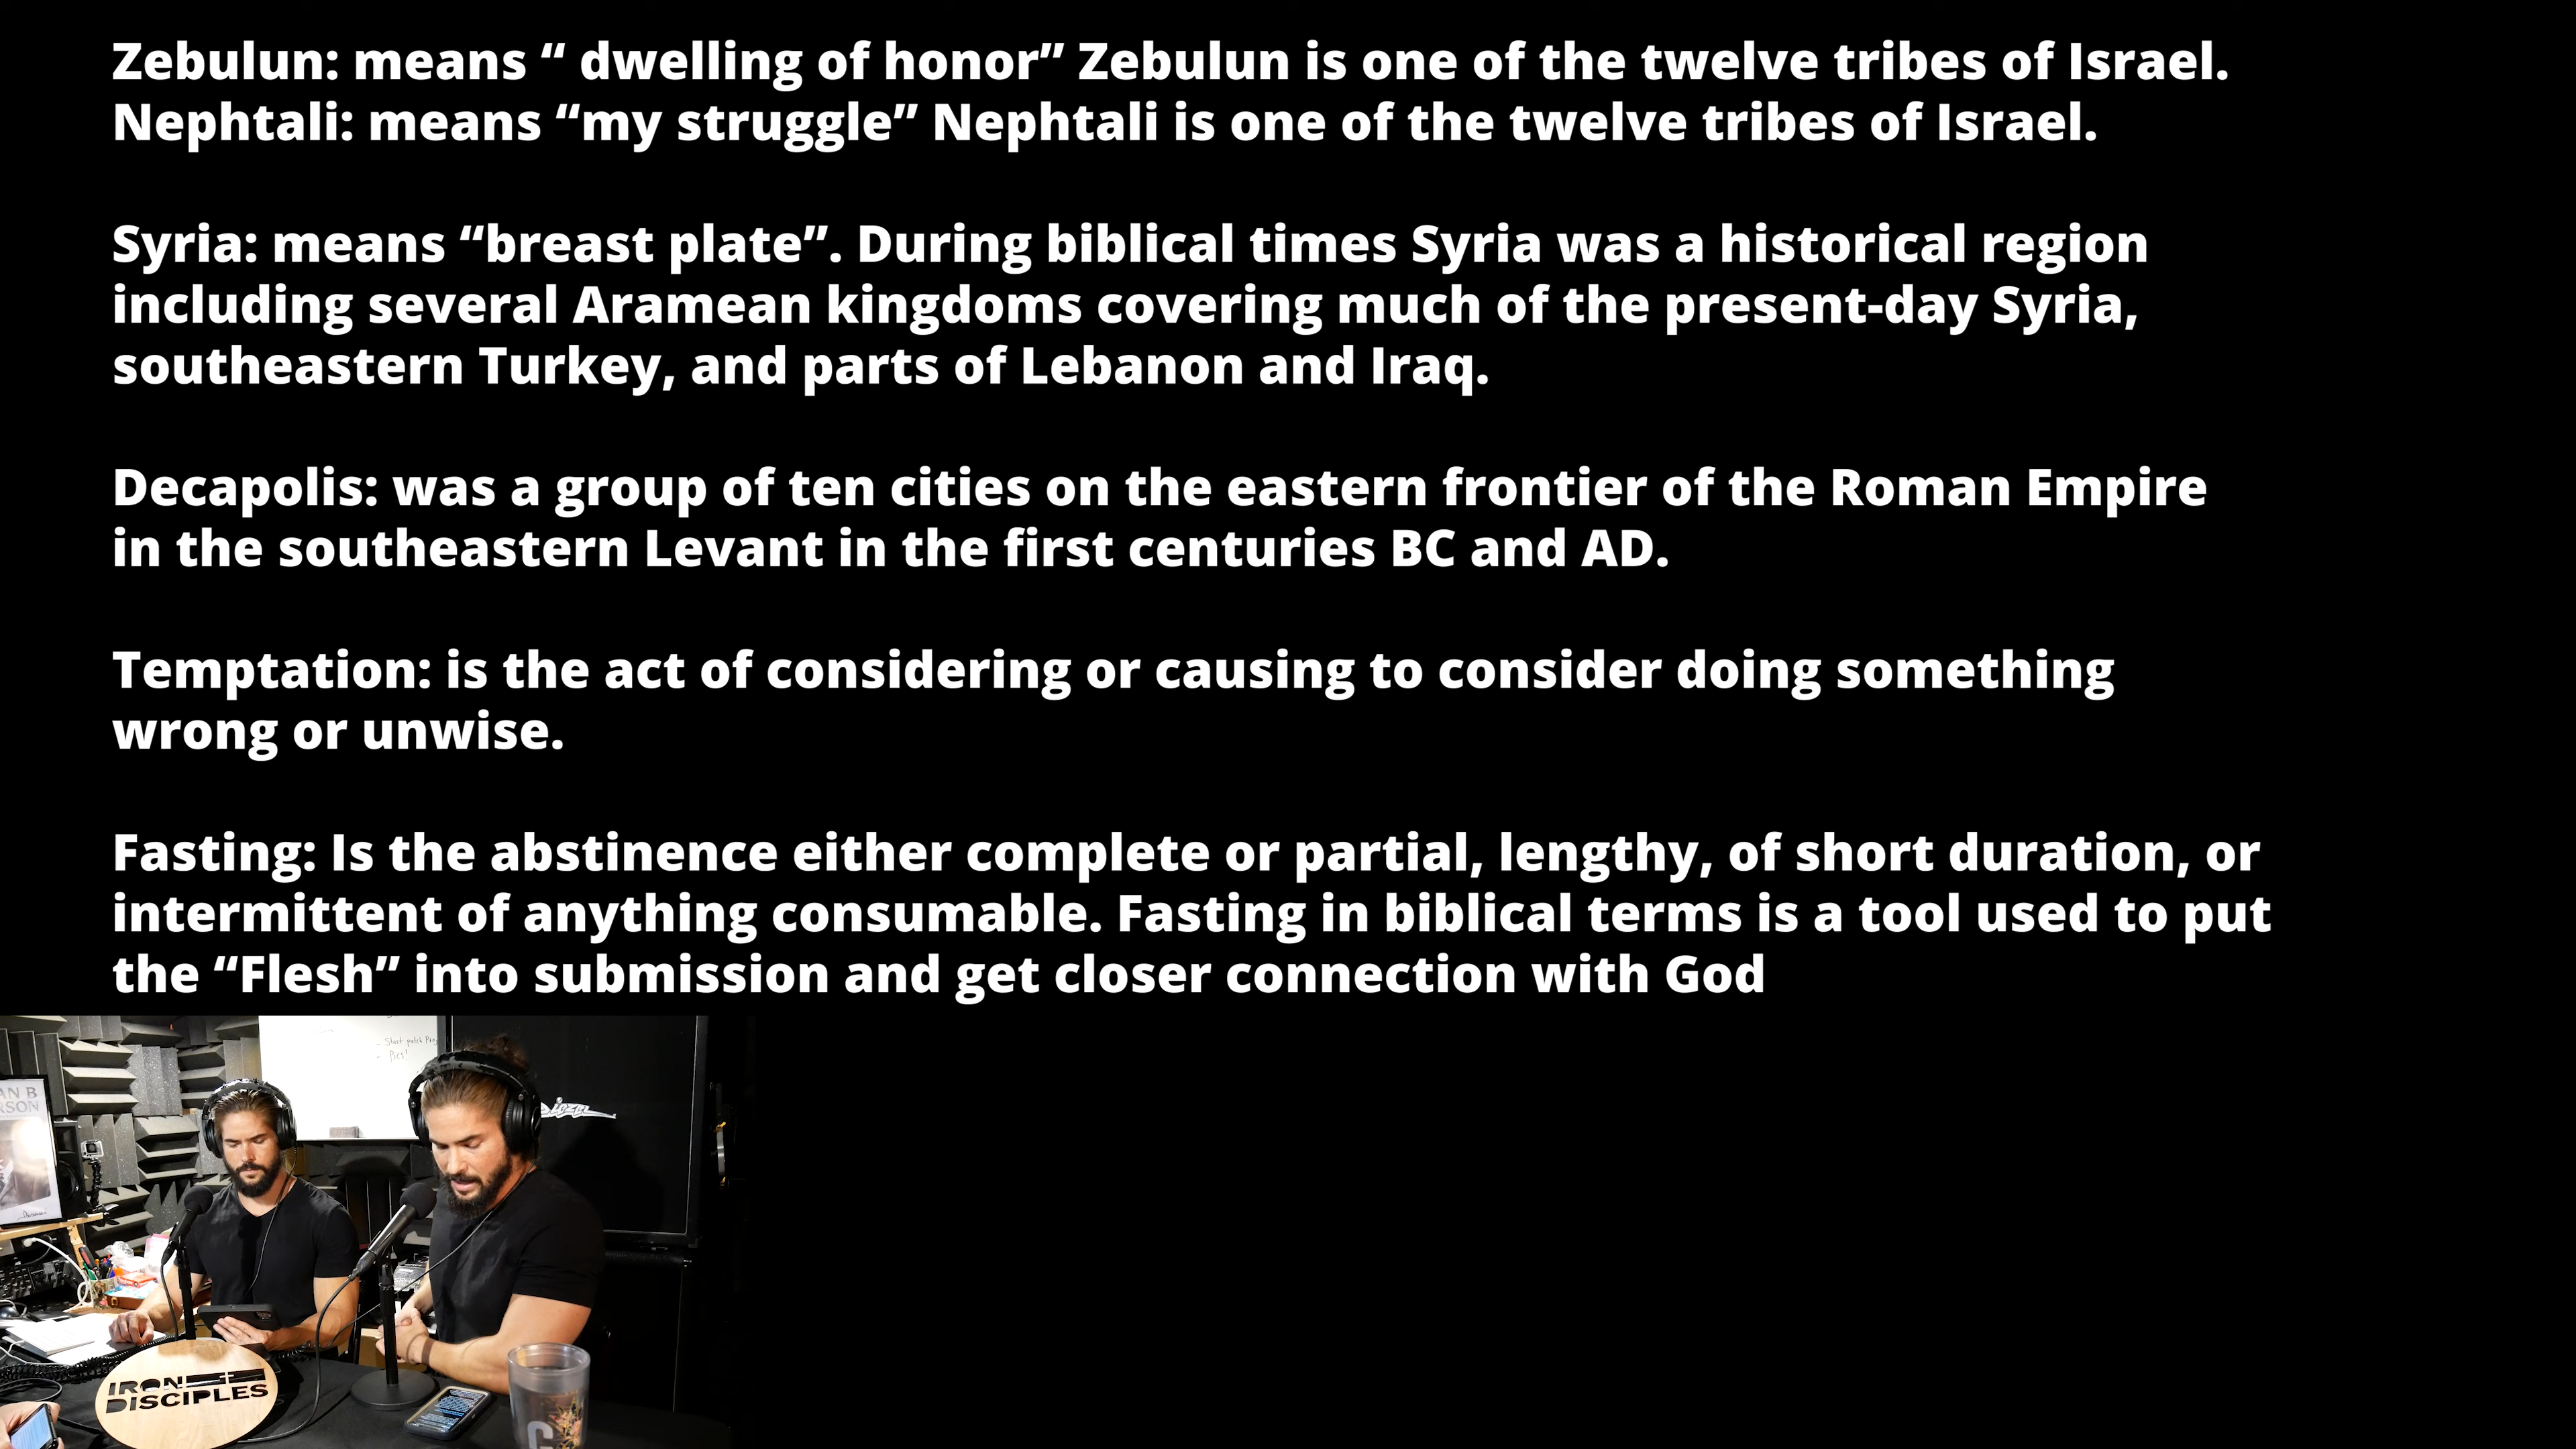 Zebulun: means “ dwelling of honor” Zebulun is one of the twelve tribes of Israel.
Nephtali: means “my struggle” Nephtali is one of the twelve tribes of Israel.
Syria: means “breast plate”. During biblical times Syria was a historical region
including several Aramean kingdoms covering much of the present-day Syria,
southeastern Turkey, and parts of Lebanon and Iraq.
Decapolis: was a group of ten cities on the eastern frontier of the Roman Empire
in the southeastern Levant in the first centuries BC and AD.
Temptation: is the act of considering or causing to consider doing something
wrong or unwise.
Fasting: Is the abstinence either complete or partial, lengthy, of short duration, or
intermittent of anything consumable. Fasting in biblical terms is a tool used to put
the “Flesh” into submission and get closer connection with God
- Start patch
- Pics!
AN B
RSON
IRON
DISCIPLES